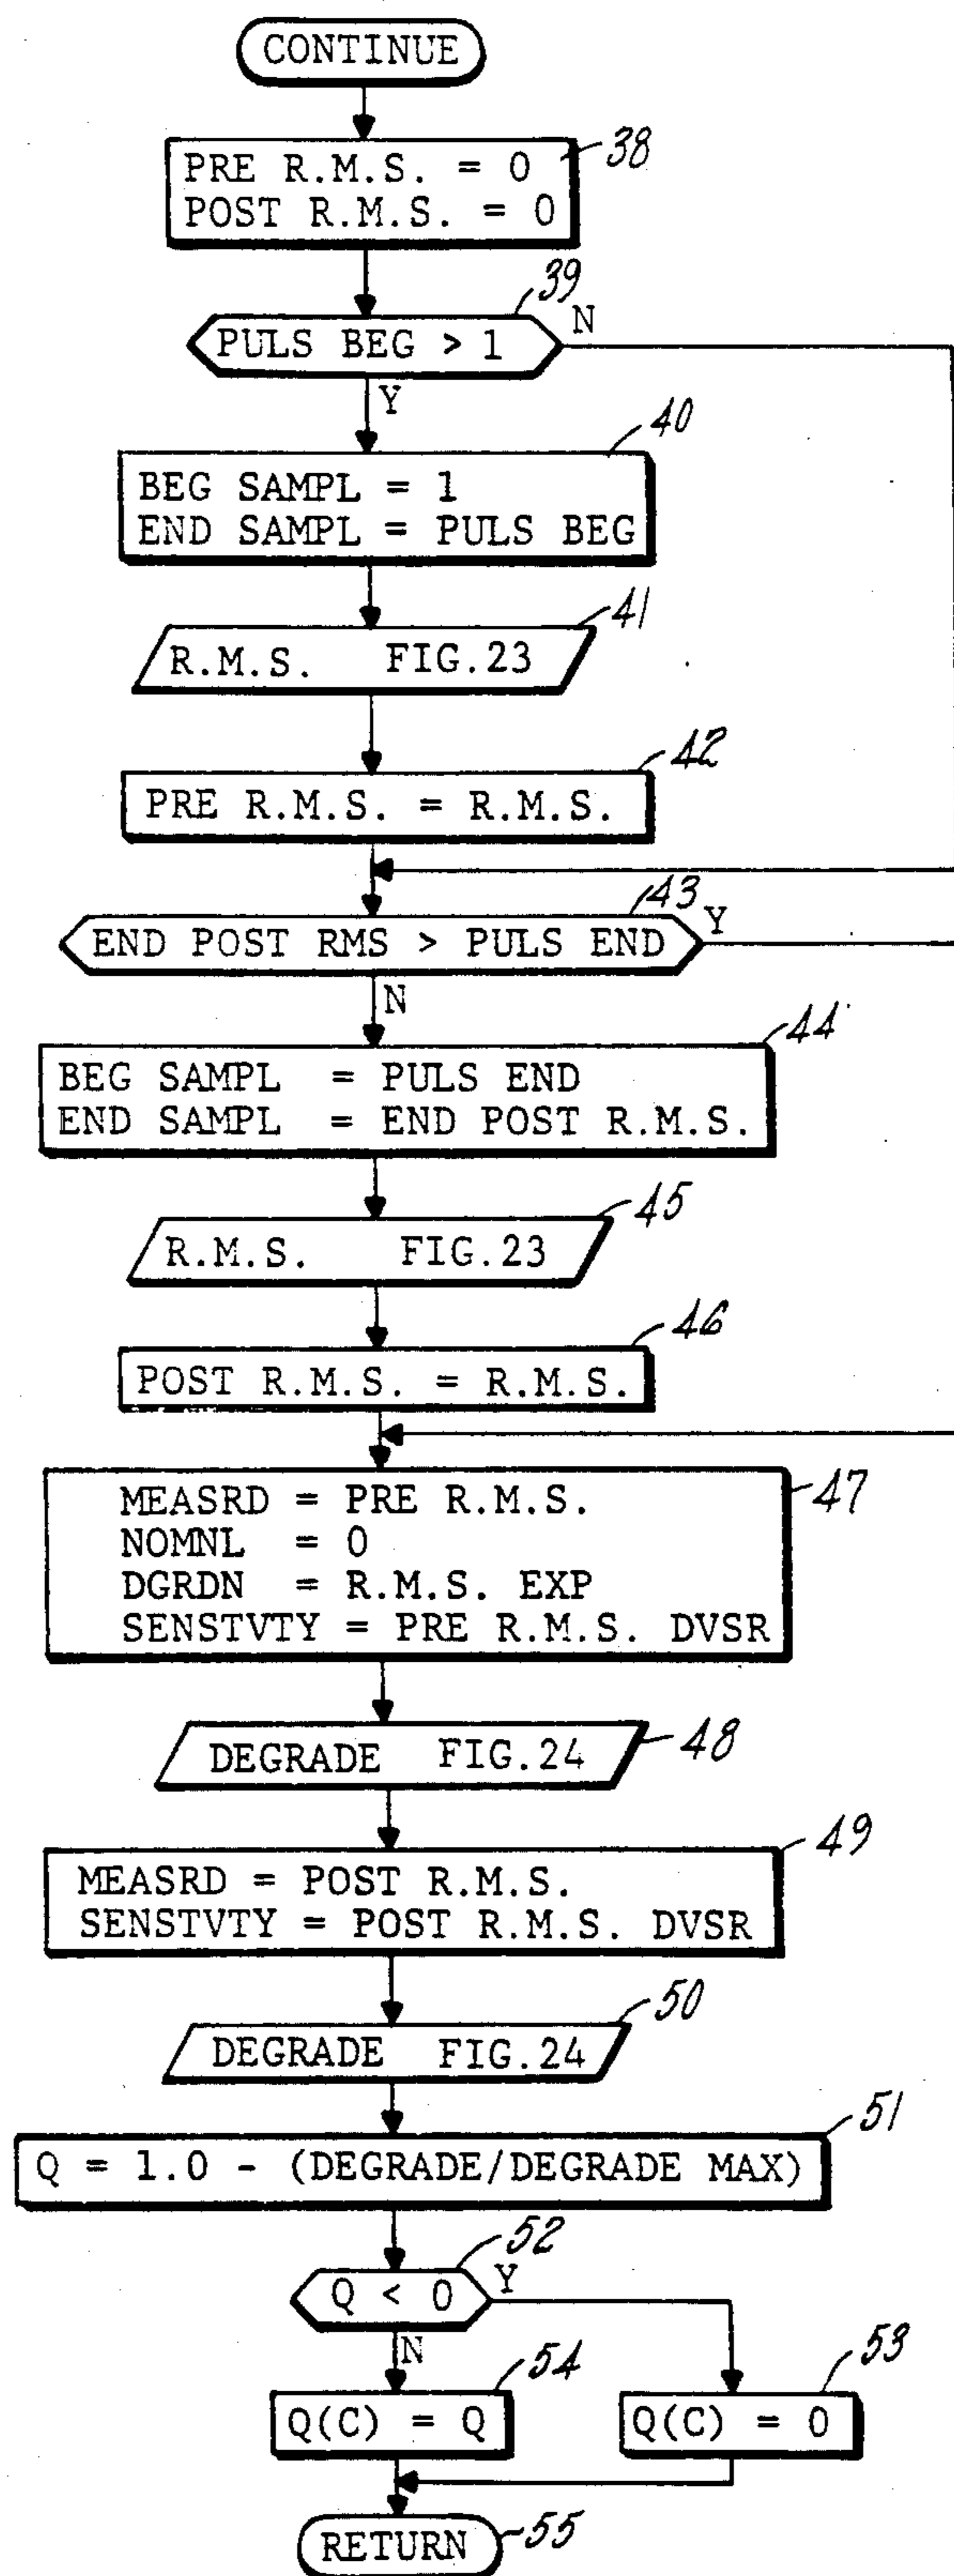 CONTINUE
PRE R.M.S. = 0
POST R.M.S. = 0
38
39
PULS BEG > 1
N
Y
40
BEG SAMPL = 1
END SAMPL = PULS BEG
41
R.M.S. FIG.23
42
PRE R.M.S. = R.M.S.
43
END POST RMS > PULS END
Y
N
44
BEG SAMPL = PULS END
END SAMPL = END POST R.M.S.
45
R.M.S. FIG.23
46
POST R.M.S. = R.M.S.
47
MEASRD = PRE R.M.S.
NOMNL = 0
DGRDN = R.M.S. EXP
SENSTVTY = PRE R.M.S. DVSR
48
DEGRADE FIG.24
49
MEASRD = POST R.M.S.
SENSTVTY = POST R.M.S. DVSR
50
DEGRADE FIG.24
51
Q = 1.0 - (DEGRADE/DEGRADE MAX)
52
Q < 0
Y
N
54
Q(C) = Q
53
Q(C) = 0
RETURN
55